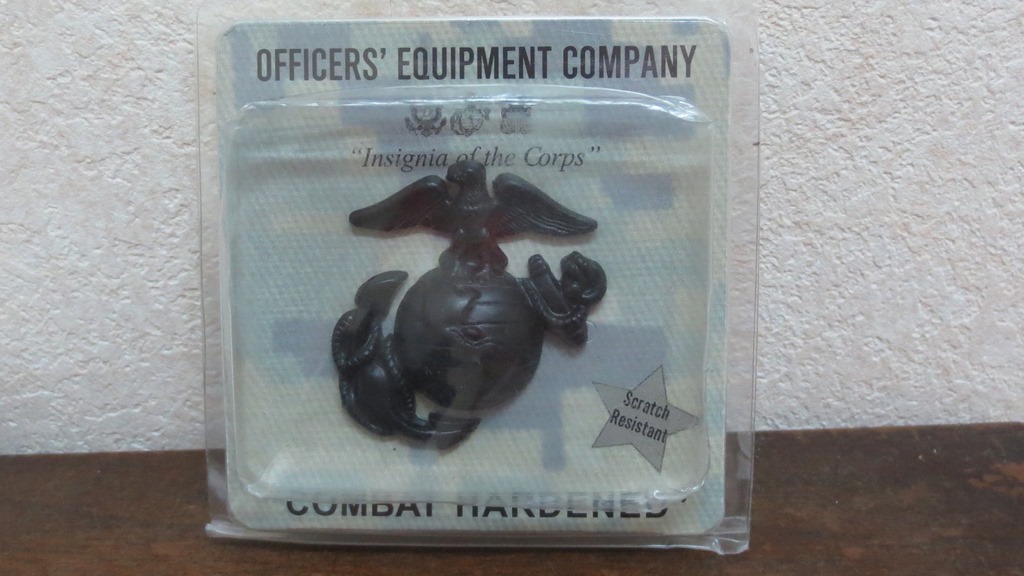 OFFICERS' EQUIPMENT COMPANY
"Insignia of the Corps"
Scratch
Resistant
"COMBAT HARDENED"